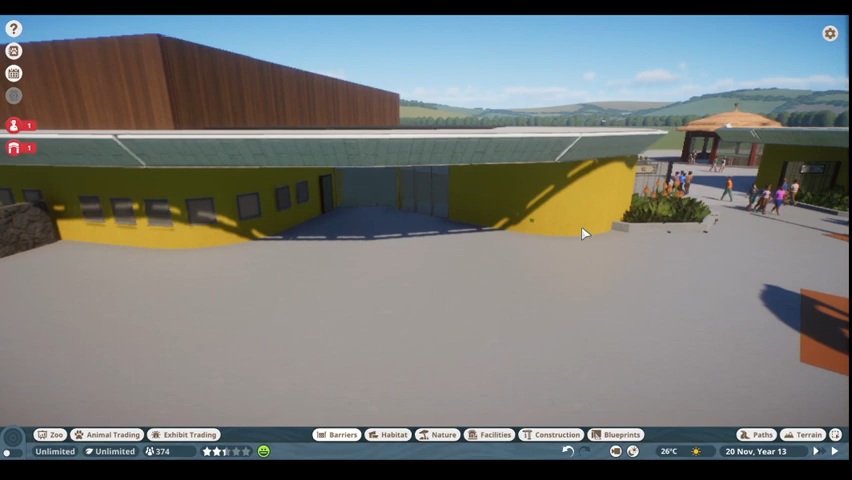 ?
1
1
Zoo
Animal Trading
Exhibit Trading
Barriers
Habitat
Nature
Facilities
Construction
Blueprints
Paths
Terrain
Unlimited
Unlimited
374
26°C
20 Nov, Year 13